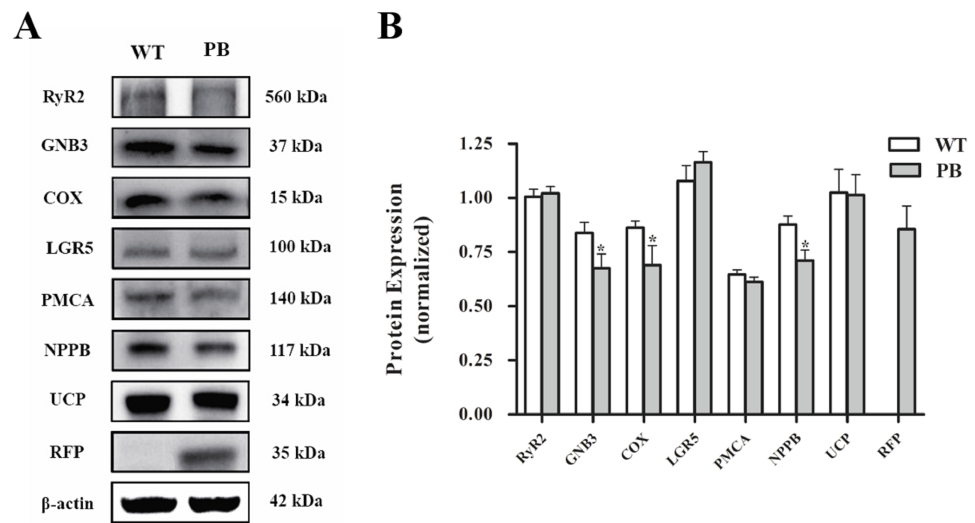 A
WT PB
RyR2 560 kDa
GNB3 37 kDa
COX 15 kDa
LGR5 100 kDa
PMCA 140 kDa
NPPB 117 kDa
UCP 34 kDa
RFP 35 kDa
β-actin 42 kDa
B
WT
PB
Protein Expression
(normalized)
1.25
1.00
0.75
0.50
0.25
0.00
* * *
RyR2 GNB3 COX LGR5 PMCA NPPB UCP RFP